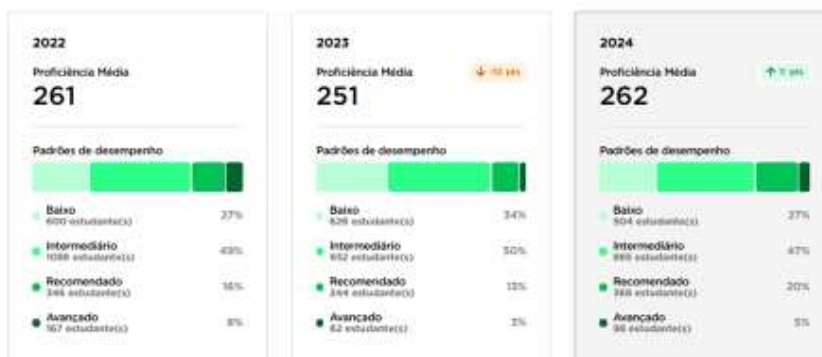 2022
Proficiência Média
261
Padrões de desempenho
Baixo 27%
600 estudante(s)
Intermediário 49%
1088 estudante(s)
Recomendado 16%
346 estudante(s)
Avançado 8%
167 estudante(s)
2023
Proficiência Média
251
Padrões de desempenho
Baixo 34%
estudante(s)
Intermediário 50%
estudante(s)
Recomendado 13%
244 estudante(s)
Avançado 3%
62 estudante(s)
2024
Proficiência Média
262
Padrões de desempenho
Baixo 27%
504 estudante(s)
Intermediário 47%
estudante(s)
Recomendado 20%
estudante(s)
Avançado 5%
estudante(s)